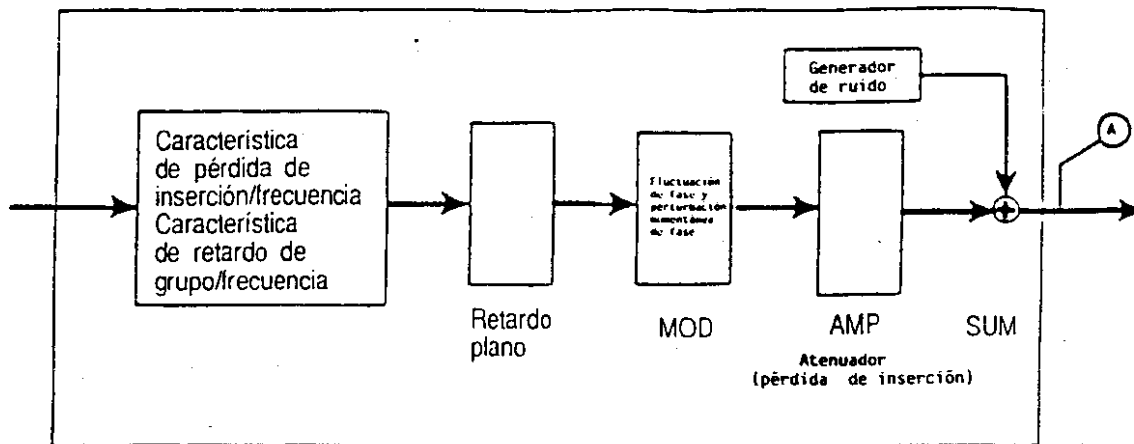 Generador
de ruido
A
Característica
de pérdida de
inserción/frecuencia
Característica
de retardo de
grupo/frecuencia
Fluctuación
de fase y
perturbación
momentánea
de fase
Retardo
plano
MOD
AMP
SUM
Atenuador
(pérdida de inserción)